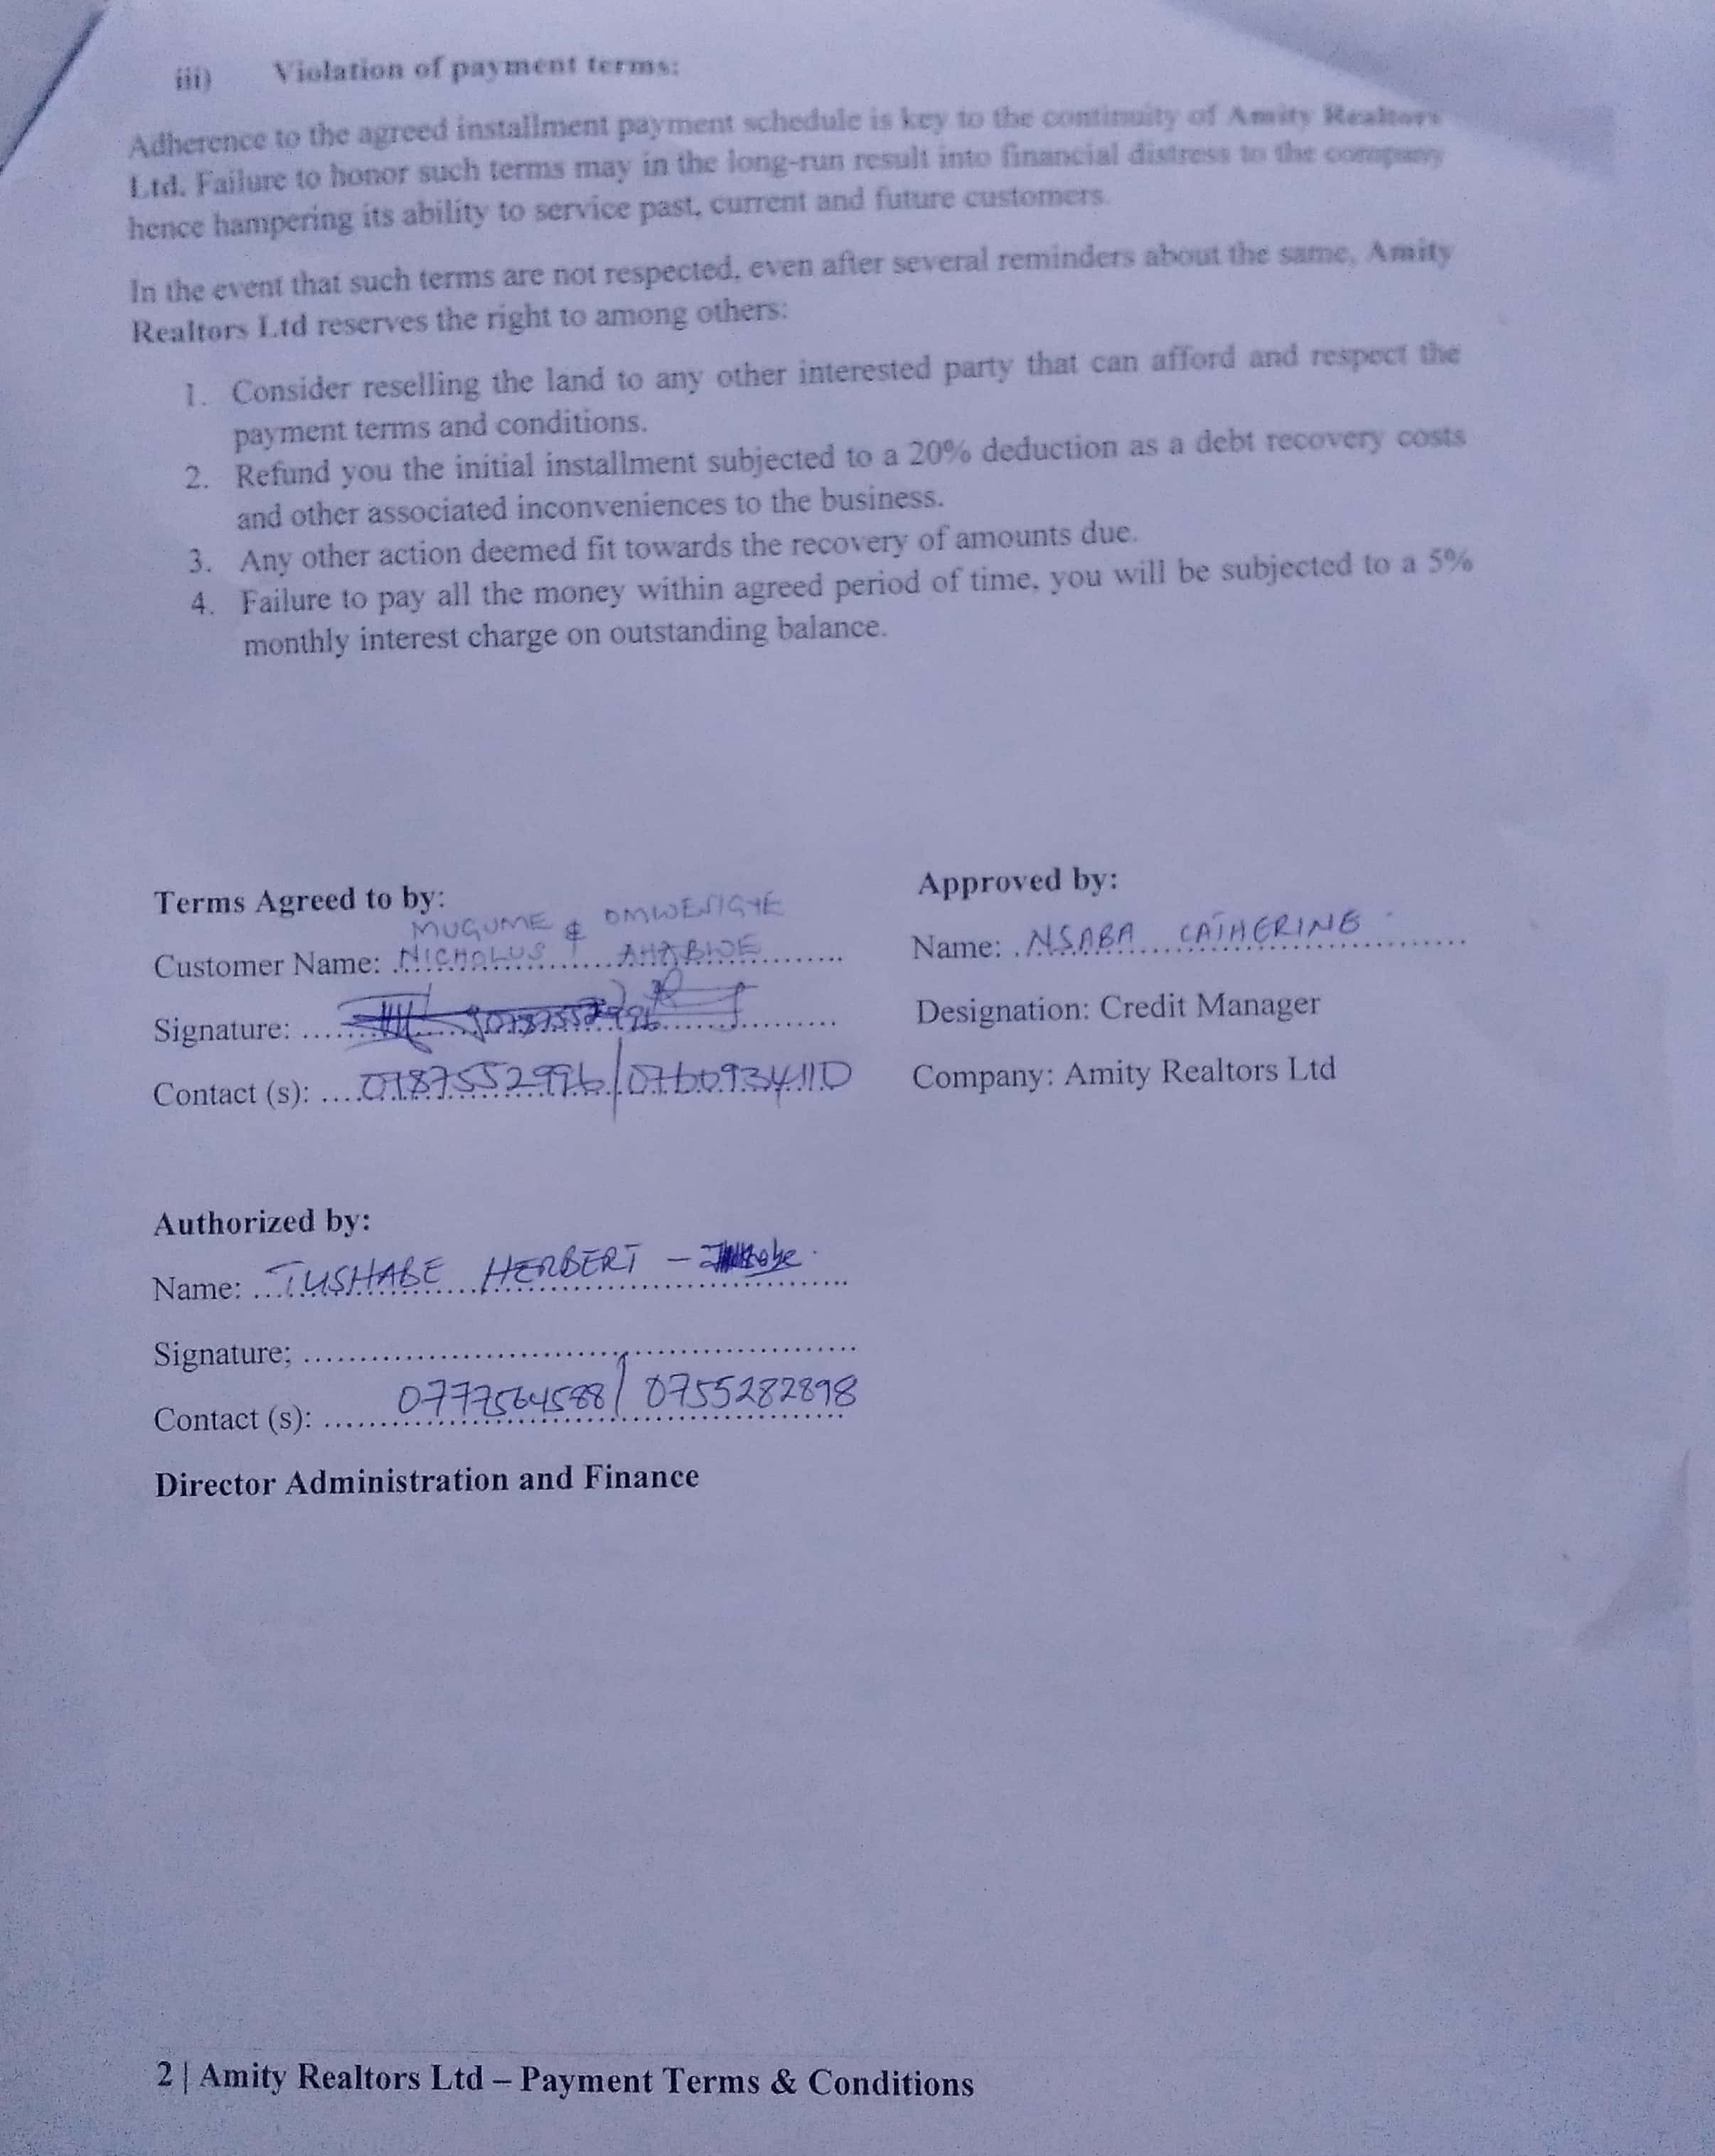 iii) Violation of payment terms:
Adherence to the agreed installment payment schedule is key to the continuity of Amity Realtors
Ltd. Failure to honor such terms may in the long-run result into financial distress to the company
hence hampering its ability to service past, current and future customers.
In the event that such terms are not respected, even after several reminders about the same, Amity
Realtors Ltd reserves the right to among others:
1. Consider reselling the land to any other interested party that can afford and respect the
payment terms and conditions.
2. Refund you the initial installment subjected to a 20% deduction as a debt recovery costs
and other associated inconveniences to the business.
3. Any other action deemed fit towards the recovery of amounts due.
4. Failure to pay all the money within agreed period of time, you will be subjected to a 5%
monthly interest charge on outstanding balance.
Terms Agreed to by:
MUGUME & OMWESIGYE
Customer Name: NICHOLUS
Signature:
Contact (s): 0787552996/0760934110
Approved by:
Name: NSABA CATHERINE
Designation: Credit Manager
Company: Amity Realtors Ltd
Authorized by:
Name: TUSHABE HERBERT -
Signature;
Contact (s): 0777564588/ 0755282898
Director Administration and Finance
2 | Amity Realtors Ltd – Payment Terms & Conditions